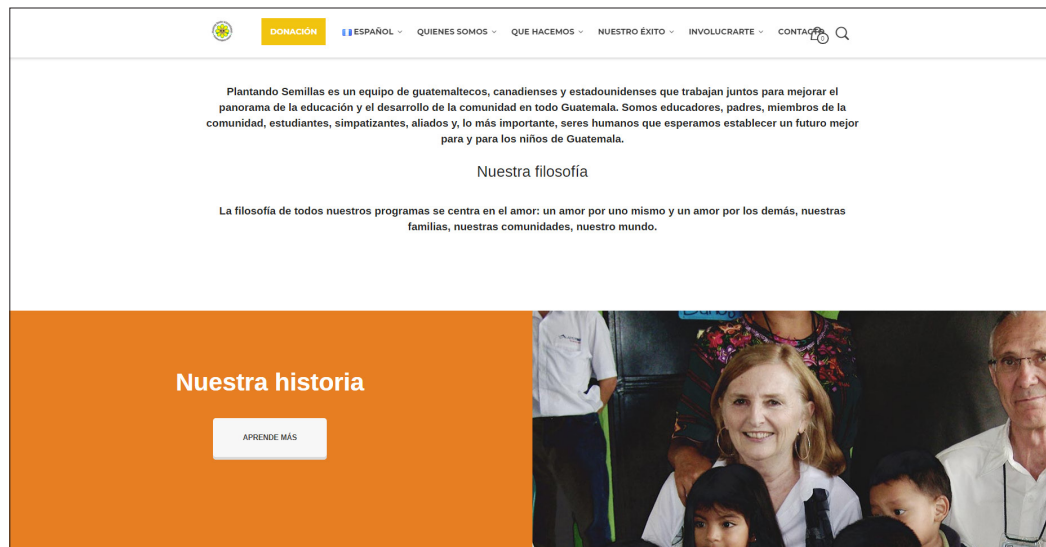 DONACIÓN ESPAÑOL QUIENES SOMOS QUE HACEMOS NUESTRO ÉXITO INVOLUCRARTE CONTACTO 0
Plantando Semillas es un equipo de guatemaltecos, canadienses y estadounidenses que trabajan juntos para mejorar el
panorama de la educación y el desarrollo de la comunidad en todo Guatemala. Somos educadores, padres, miembros de la
comunidad, estudiantes, simpatizantes, aliados y, lo más importante, seres humanos que esperamos establecer un futuro mejor
para y para los niños de Guatemala.
Nuestra filosofía
La filosofía de todos nuestros programas se centra en el amor: un amor por uno mismo y un amor por los demás, nuestras
familias, nuestras comunidades, nuestro mundo.
Nuestra historia
APRENDE MÁS